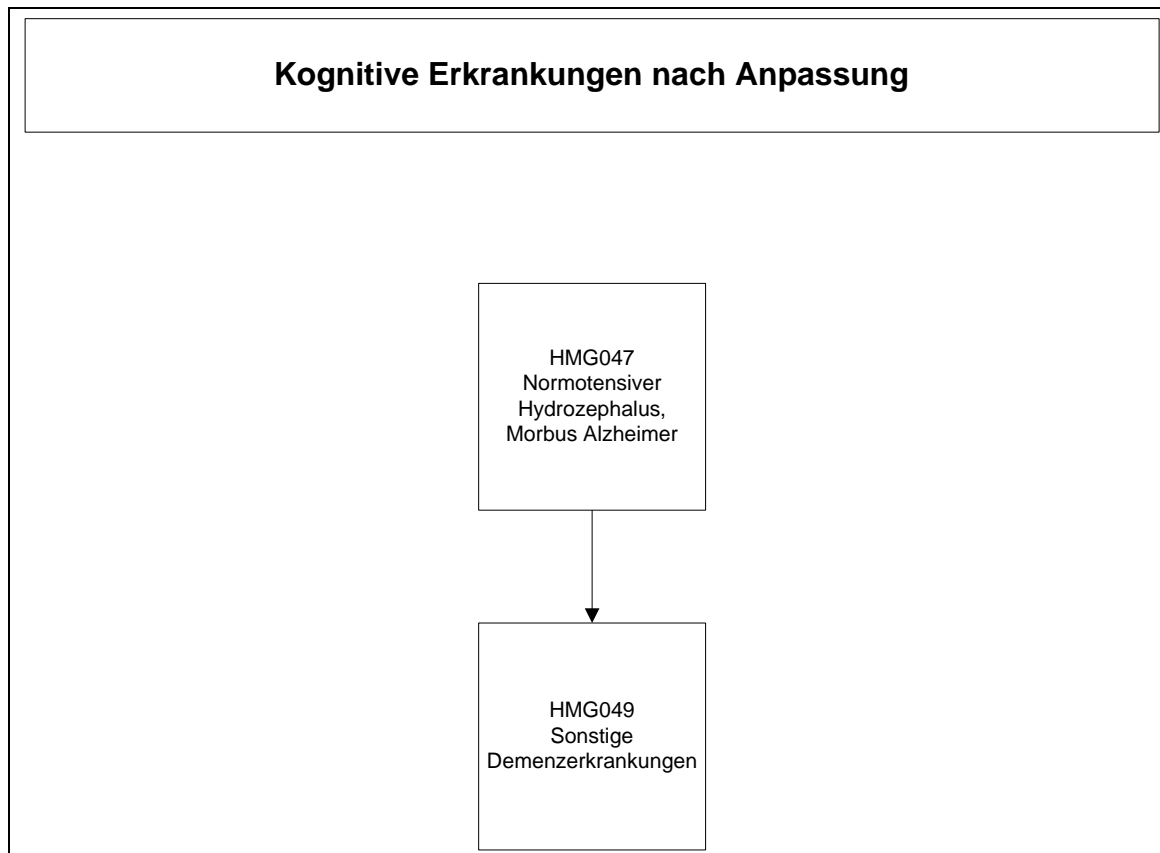 Kognitive Erkrankungen nach Anpassung
HMG047
Normotensiver
Hydrozephalus,
Morbus Alzheimer
HMG049
Sonstige
Demenzerkrankungen